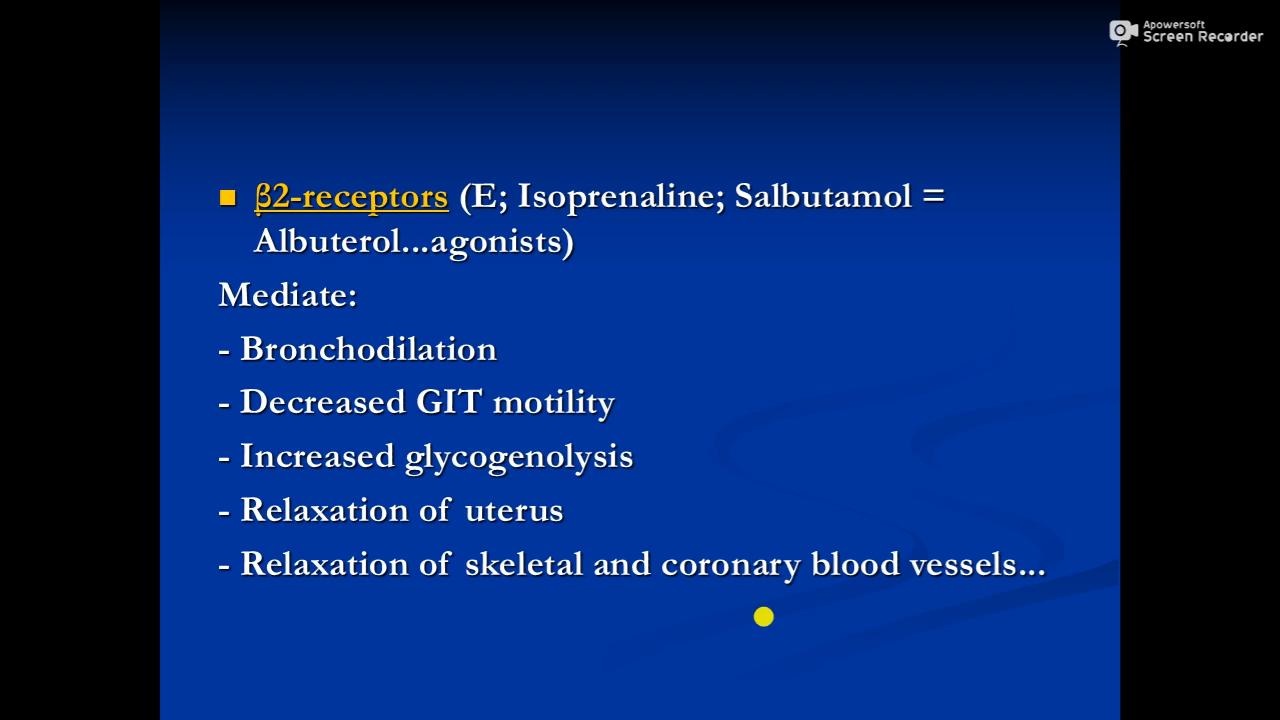 Apowersoft
Screen Recorder
β2-receptors (E; Isoprenaline; Salbutamol =
Albuterol...agonists)
Mediate:
- Bronchodilation
- Decreased GIT motility
- Increased glycogenolysis
- Relaxation of uterus
- Relaxation of skeletal and coronary blood vessels...